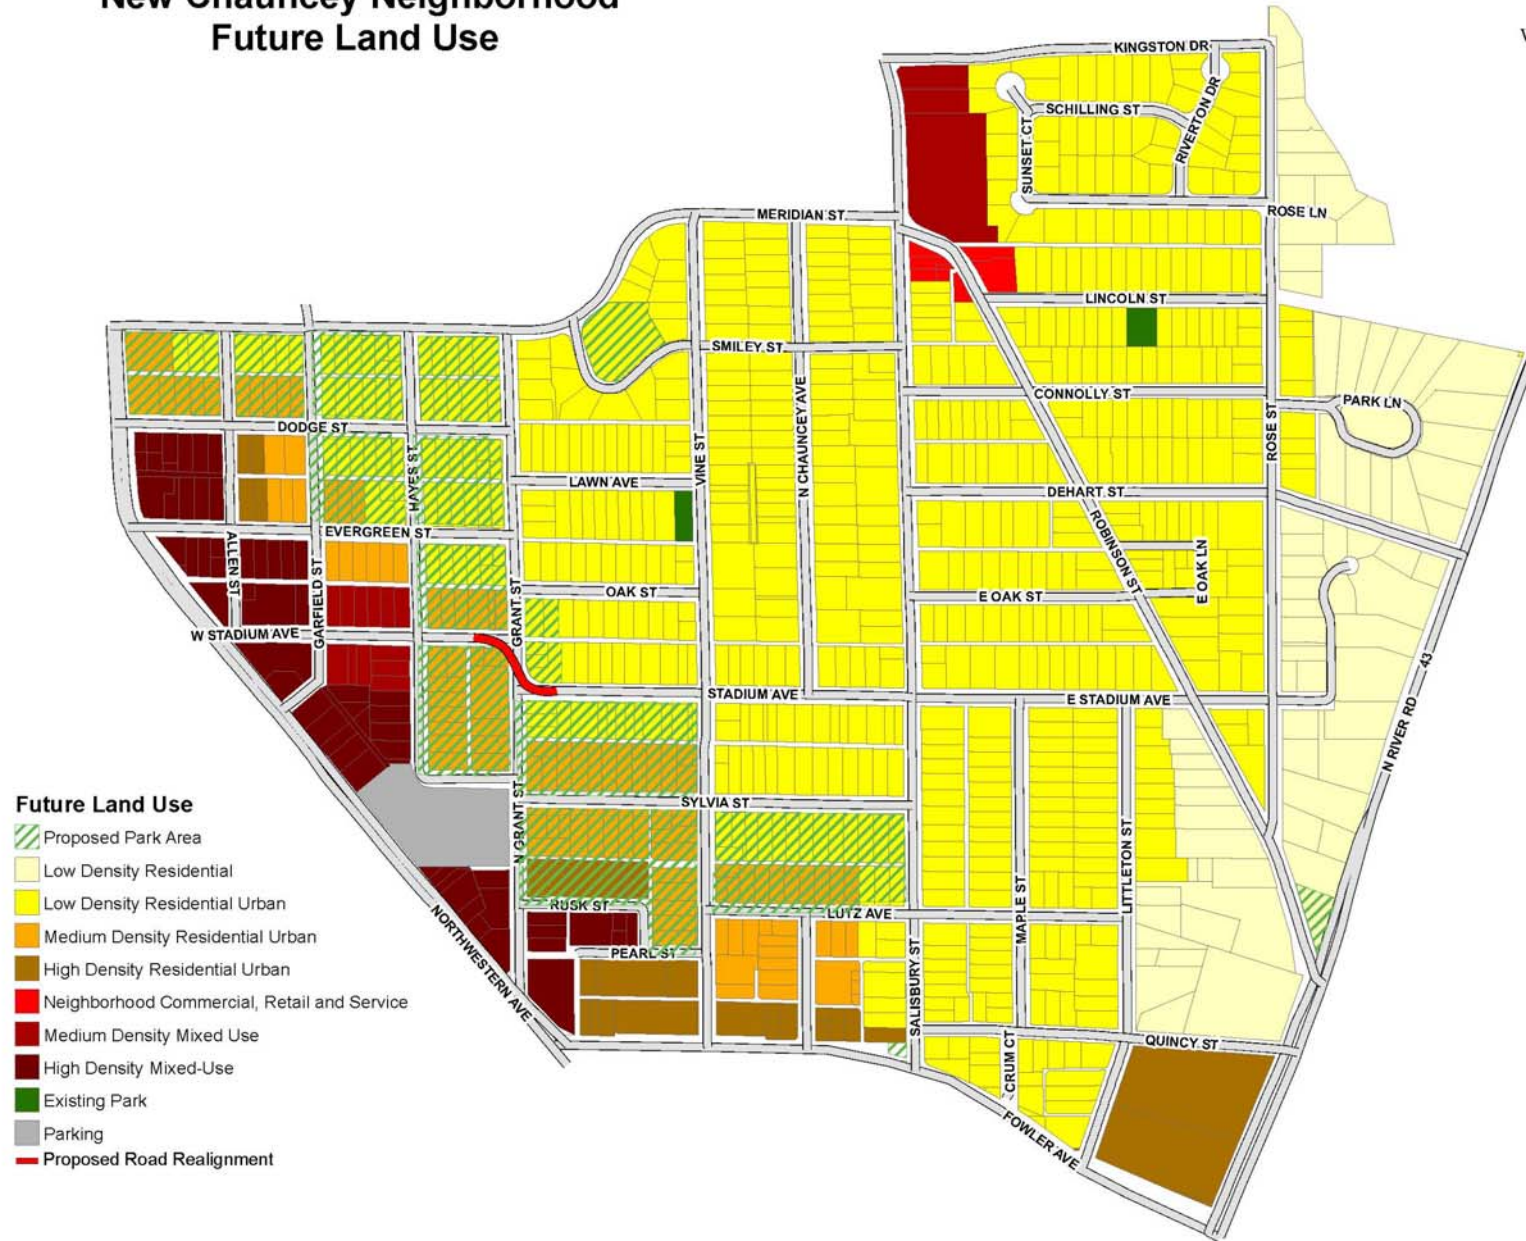 New Chauncey Neighborhood
Future Land Use
KINGSTON DR
SCHILLING ST
RIVERTON DR
SUNSET CT
ROSE LN
MERIDIAN ST
LINCOLN ST
SMILEY ST
CONNOLLY ST
PARK LN
N CHAUNCEY AVE
ROSE ST
DODGE ST
VINE ST
HAYES ST
LAWN AVE
DEHART ST
EVERGREEN ST
ROBINSON ST
ALLEN ST
GARFIELD ST
GRANT ST
OAK ST
E OAK ST
E OAK LN
W STADIUM AVE
STADIUM AVE
E STADIUM AVE
N RIVER RD 43
SYLVIA ST
N GRANT ST
LITTLETON ST
MAPLE ST
RUSK ST
LUTZ AVE
NORTHWESTERN AVE
PEARL ST
SALISBURY ST
QUINCY ST
CRUM CT
FOWLER AVE
Future Land Use
Proposed Park Area
Low Density Residential
Low Density Residential Urban
Medium Density Residential Urban
High Density Residential Urban
Neighborhood Commercial, Retail and Service
Medium Density Mixed Use
High Density Mixed-Use
Existing Park
Parking
Proposed Road Realignment